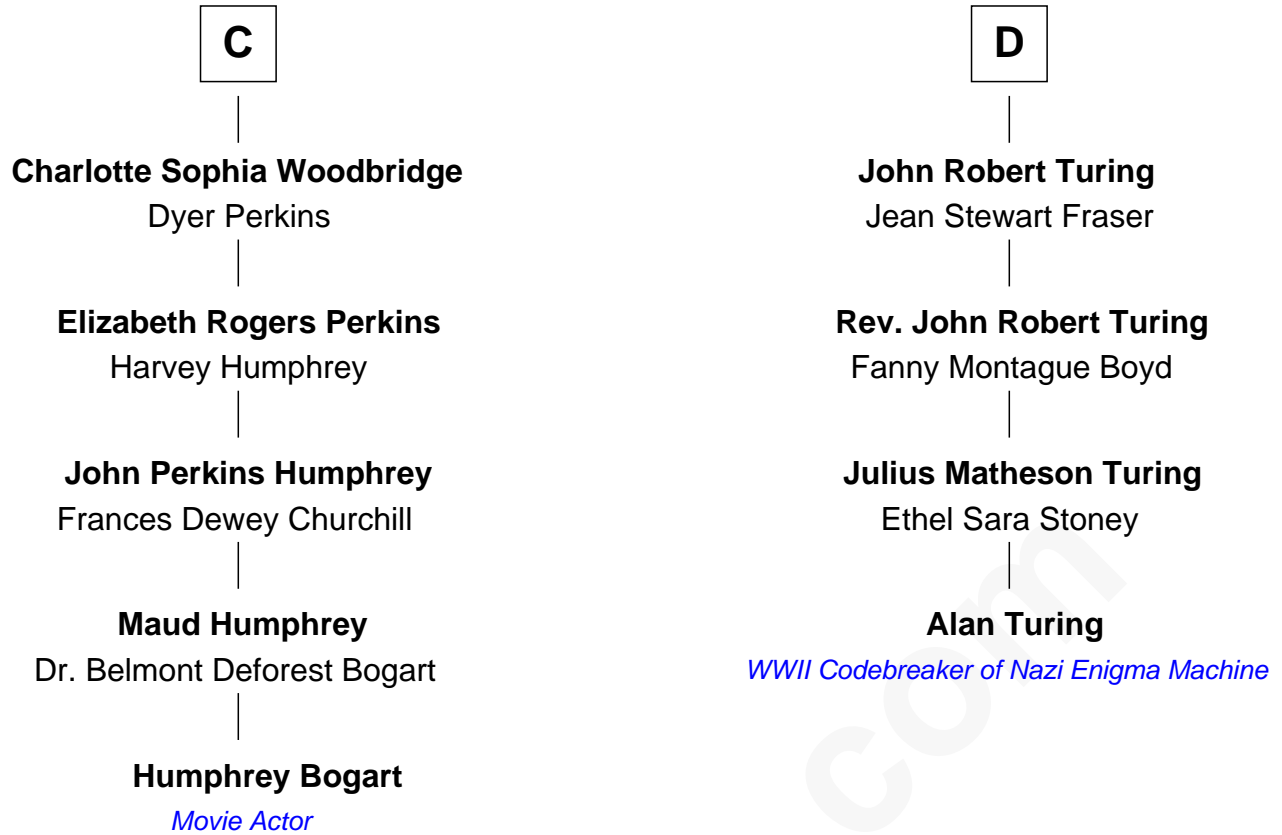 C
Charlotte Sophia Woodbridge
Dyer Perkins
Elizabeth Rogers Perkins
Harvey Humphrey
John Perkins Humphrey
Frances Dewey Churchill
Maud Humphrey
Dr. Belmont Deforest Bogart
Humphrey Bogart
Movie Actor
D
John Robert Turing
Jean Stewart Fraser
Rev. John Robert Turing
Fanny Montague Boyd
Julius Matheson Turing
Ethel Sara Stoney
Alan Turing
WWII Codebreaker of Nazi Enigma Machine
com